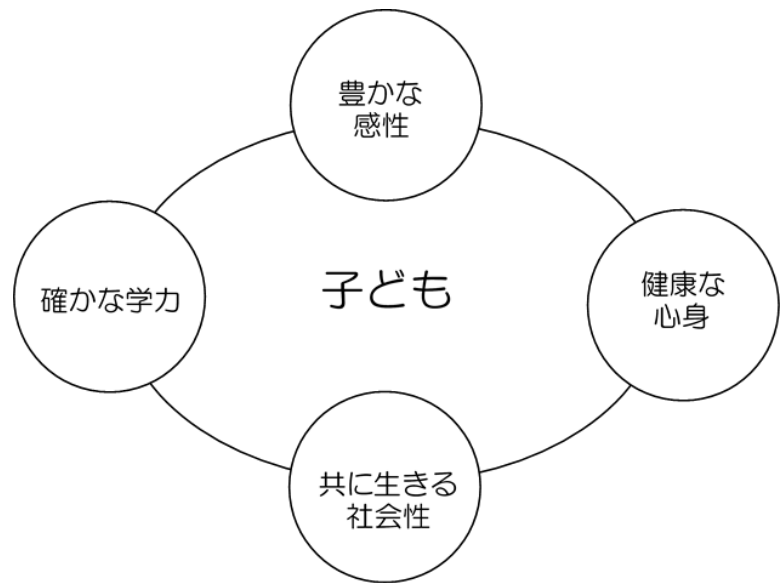 豊かな
感性
確かな学力
子ども
健康な
心身
共に生きる
社会性